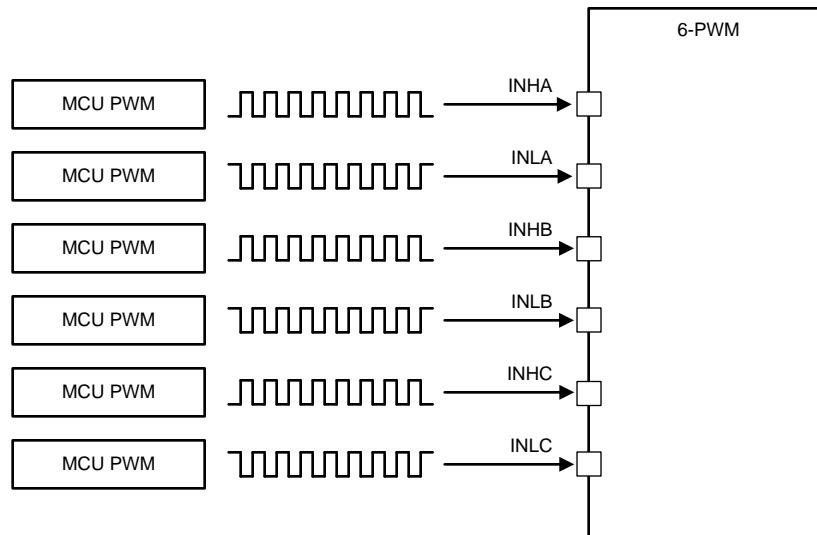 6-PWM
MCU PWM
INHA
MCU PWM
INLA
MCU PWM
INHB
MCU PWM
INLB
MCU PWM
INHC
MCU PWM
INLC